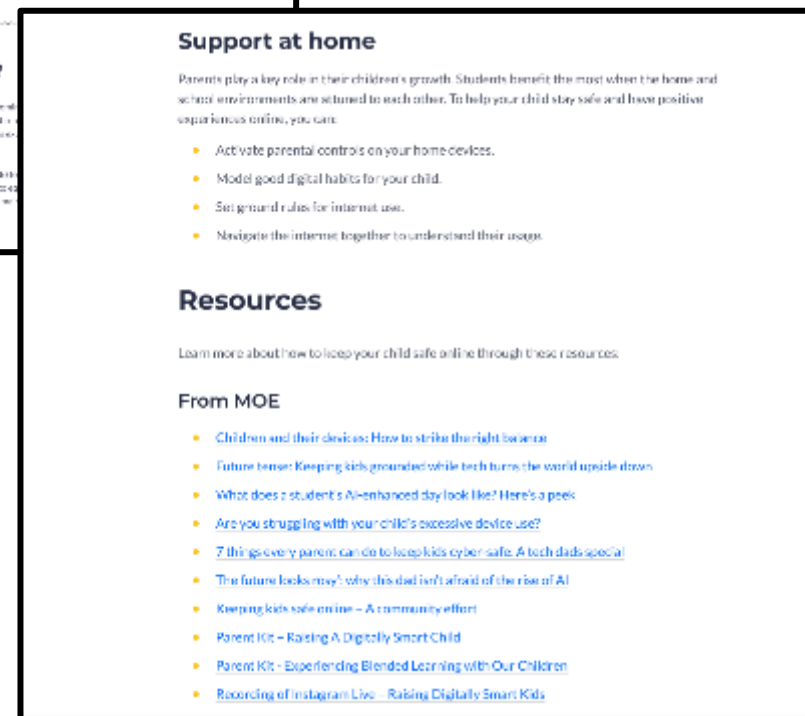 Support at home
Parents play a key role in their children's growth. Students benefit the most when the home and
school environments are attuned to each other. To help your child stay safe and have positive
experiences online, you can:
Activate parental controls on your home devices.
Model good digital habits for your child.
Set ground rules for internet use.
Navigate the internet together to understand their usage.
Resources
Learn more about how to keep your child safe online through these resources:
From MOE
Children and their devices: How to strike the right balance
Future tense: Keeping kids grounded while tech turns the world upside down
What does a student's AI-enhanced day look like? Here's a peek
Are you struggling with your child's excessive device use?
7 things every parent can do to keep kids cyber-safe: A tech dads special
'The future looks rosy': why this dad isn't afraid of the rise of AI
Keeping kids safe online – A community effort
Parent Kit – Raising A Digitally Smart Child
Parent Kit - Experiencing Blended Learning with Our Children
Recording of Instagram Live – Raising Digitally Smart Kids